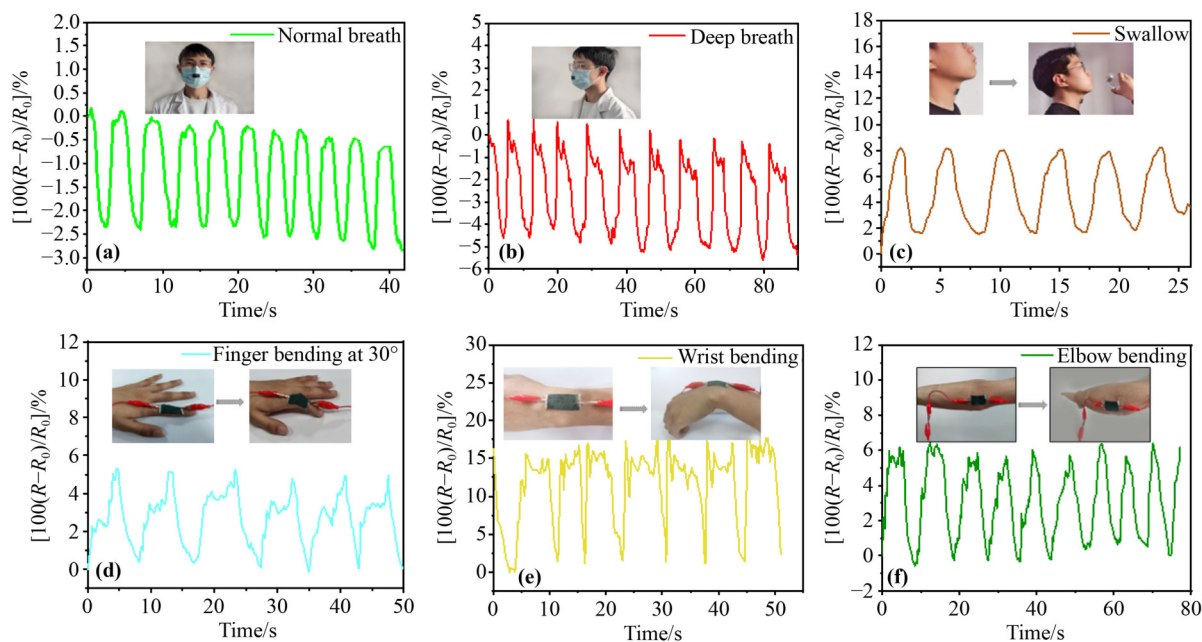 Normal breath
2.0
1.5
1.0
0.5
0.0
−0.5
−1.0
−1.5
−2.0
−2.5
−3.0
[100(R−R₀)/R₀]/%
(a)
0 10 20 30 40
Time/s
Deep breath
6
5
4
3
2
1
0
−1
−2
−3
−4
−5
−6
[100(R−R₀)/R₀]/%
(b)
0 20 40 60 80
Time/s
Swallow
18
16
14
12
10
8
6
4
2
0
[100(R−R₀)/R₀]/%
(c)
0 5 10 15 20 25
Time/s
Finger bending at 30°
12
10
8
6
4
2
0
[100(R−R₀)/R₀]/%
(d)
0 10 20 30 40 50
Time/s
Wrist bending
30
25
20
15
10
5
0
[100(R−R₀)/R₀]/%
(e)
0 10 20 30 40 50
Time/s
Elbow bending
12
10
8
6
4
2
0
−2
[100(R−R₀)/R₀]/%
(f)
0 20 40 60 80
Time/s